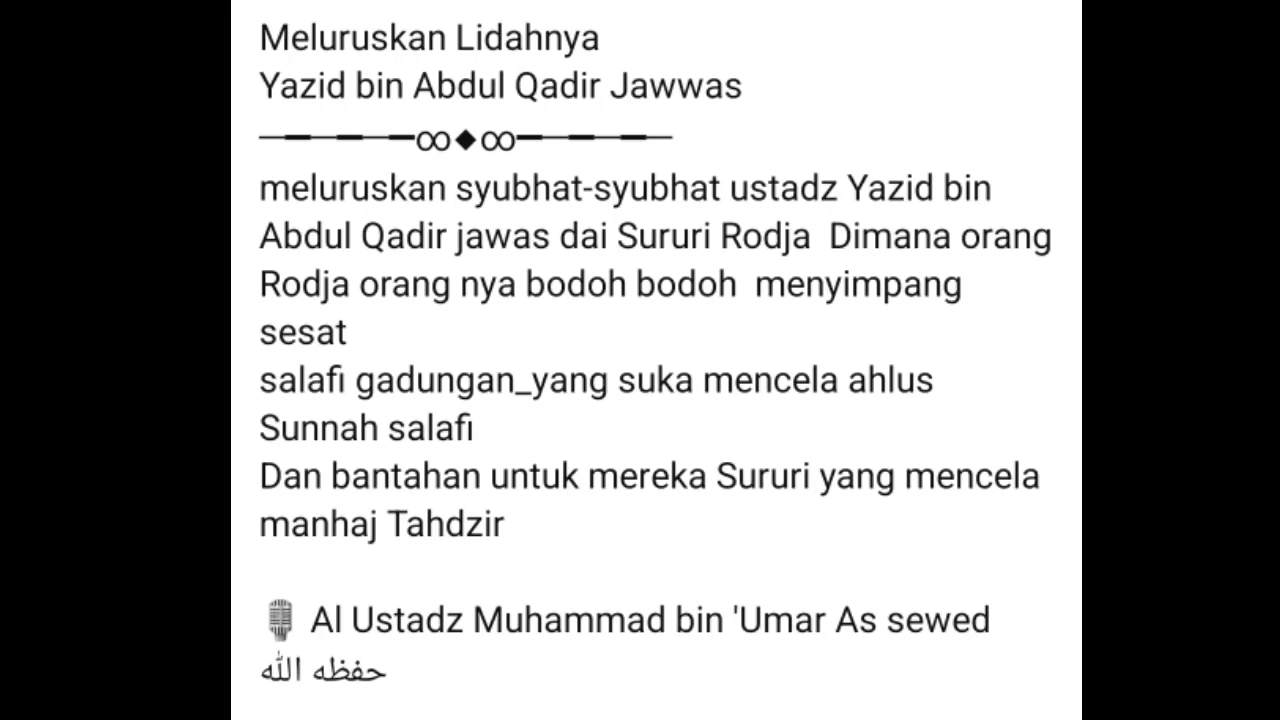 Meluruskan Lidahnya
Yazid bin Abdul Qadir Jawwas
─━─━─━∞◆∞━─━─━─
meluruskan syubhat-syubhat ustadz Yazid bin
Abdul Qadir jawas dai Sururi Rodja  Dimana orang
Rodja orang nya bodoh bodoh  menyimpang
sesat
salafi gadungan_yang suka mencela ahlus
Sunnah salafi
Dan bantahan untuk mereka Sururi yang mencela
manhaj Tahdzir
🎙️ Al Ustadz Muhammad bin 'Umar As sewed
حفظه الله